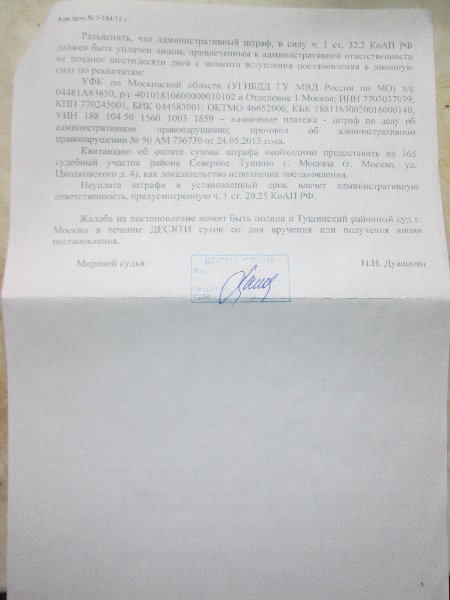 Адм дело № 5-184/15 г.
Разъяснить, что административный штраф, в силу ч. 1 ст. 32.2 КоАП РФ
должен быть уплачен лицом, привлеченным к административной ответственности
не позднее шестидесяти дней с момента вступления постановления в законную
силу по реквизитам:
УФК по Московской области (УГИБДД ГУ МВД России по МО) л/с
04481А83650, р/с 40101810600000010102 в Отделение 1 Москва; ИНН 7703037039;
КПП 770245001, БИК 044583001; ОКТМО 46652000; КБК 18811630020016000140,
УИН 188 104 50 1560 1003 1859 – назначение платежа - штраф по делу об
административном правонарушении; протокол об административном
правонарушении № 50 АМ 736730 от 24.05.2015 года.
Квитанцию об оплате суммы штрафа необходимо предоставить на 165
судебный участок района Северное Тушино г. Москвы (г. Москва, ул.
Циолковского д. 4), как доказательство исполнения постановления.
Неуплата штрафа в установленный срок влечет административную
ответственность, предусмотренную ч. 1 ст. 20.25 КоАП РФ.
Жалоба на постановление может быть подана в Тушинский районный суд г.
Москвы в течение ДЕСЯТИ суток со дня вручения или получения копии
постановления.
Мировой судья: Н.Н. Дуванова
5